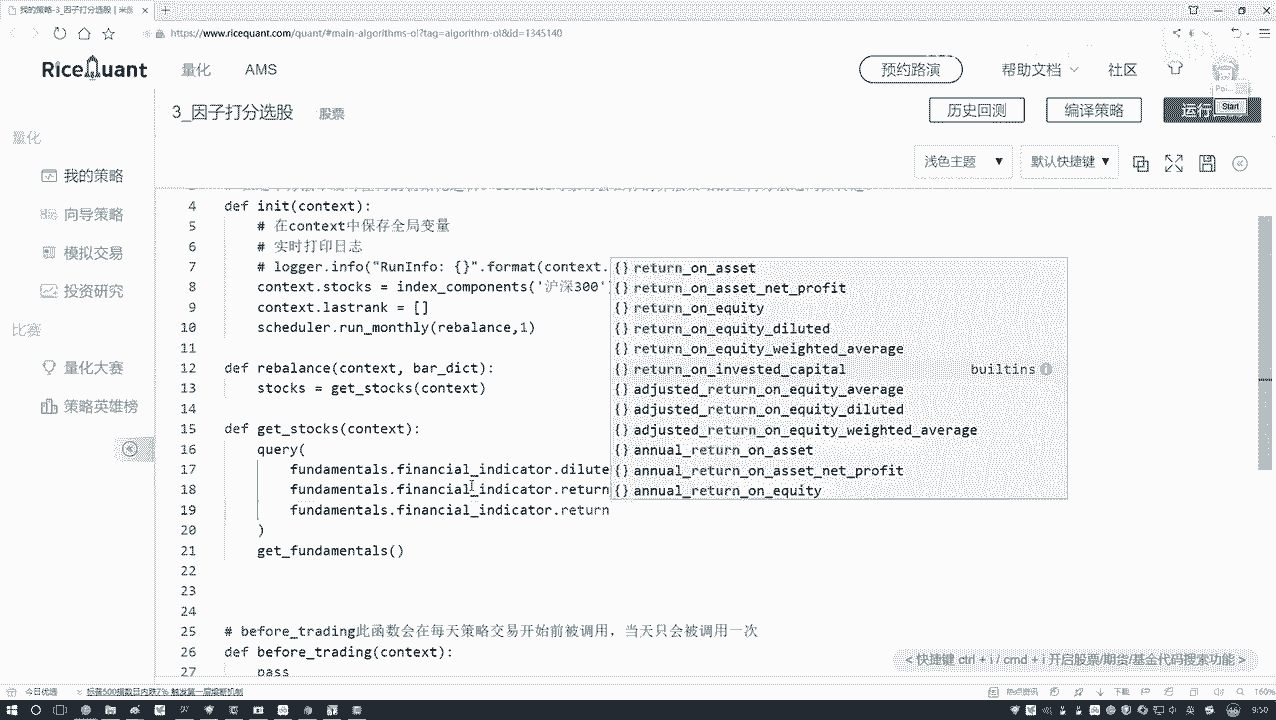 我的策略-3_因子打分选股 | 米
https://www.ricequant.com/quant/#main-algorithms-ol?tag=algorithm-ol&id=1345140
RiceQuant
量化
AMS
预约路演
帮助文档
社区
3_因子打分选股
股票
历史回测
编译策略
Start
量化
我的策略
向导策略
模拟交易
投资研究
比赛
量化大赛
策略英雄榜
浅色主题 ▼
默认快捷键 ▼
4 def init(context):
5 # 在context中保存全局变量
6 # 实时打印日志
7 # logger.info("RunInfo: {}".format(context.
8 context.stocks = index_components('沪深300'
9 context.lastrank = []
10 scheduler.run_monthly(rebalance,1)
11
12 def rebalance(context, bar_dict):
13 stocks = get_stocks(context)
14
15 def get_stocks(context):
16 query(
17 fundamentals.financial_indicator.dilute
18 fundamentals.financial_indicator.return
19 fundamentals.financial_indicator.return
20 )
21 get_fundamentals()
22
23
24
25 # before_trading此函数会在每天策略交易开始前被调用，当天只会被调用一次
26 def before_trading(context):
27 pass
{} return_on_asset
{} return_on_asset_net_profit
{} return_on_equity
{} return_on_equity_diluted
{} return_on_equity_weighted_average
{} return_on_invested_capital builtins
{} adjusted_return_on_equity_average
{} adjusted_return_on_equity_diluted
{} adjusted_return_on_equity_weighted_average
{} annual_return_on_asset
{} annual_return_on_asset_net_profit
{} annual_return_on_equity
< 快捷键 ctrl + i / cmd + i 开启股票/期货/基金代码搜索功能 >
今日优选
标普500指数日内跌7% 触发第一层熔断机制
热点资讯
下载
160%
9:50